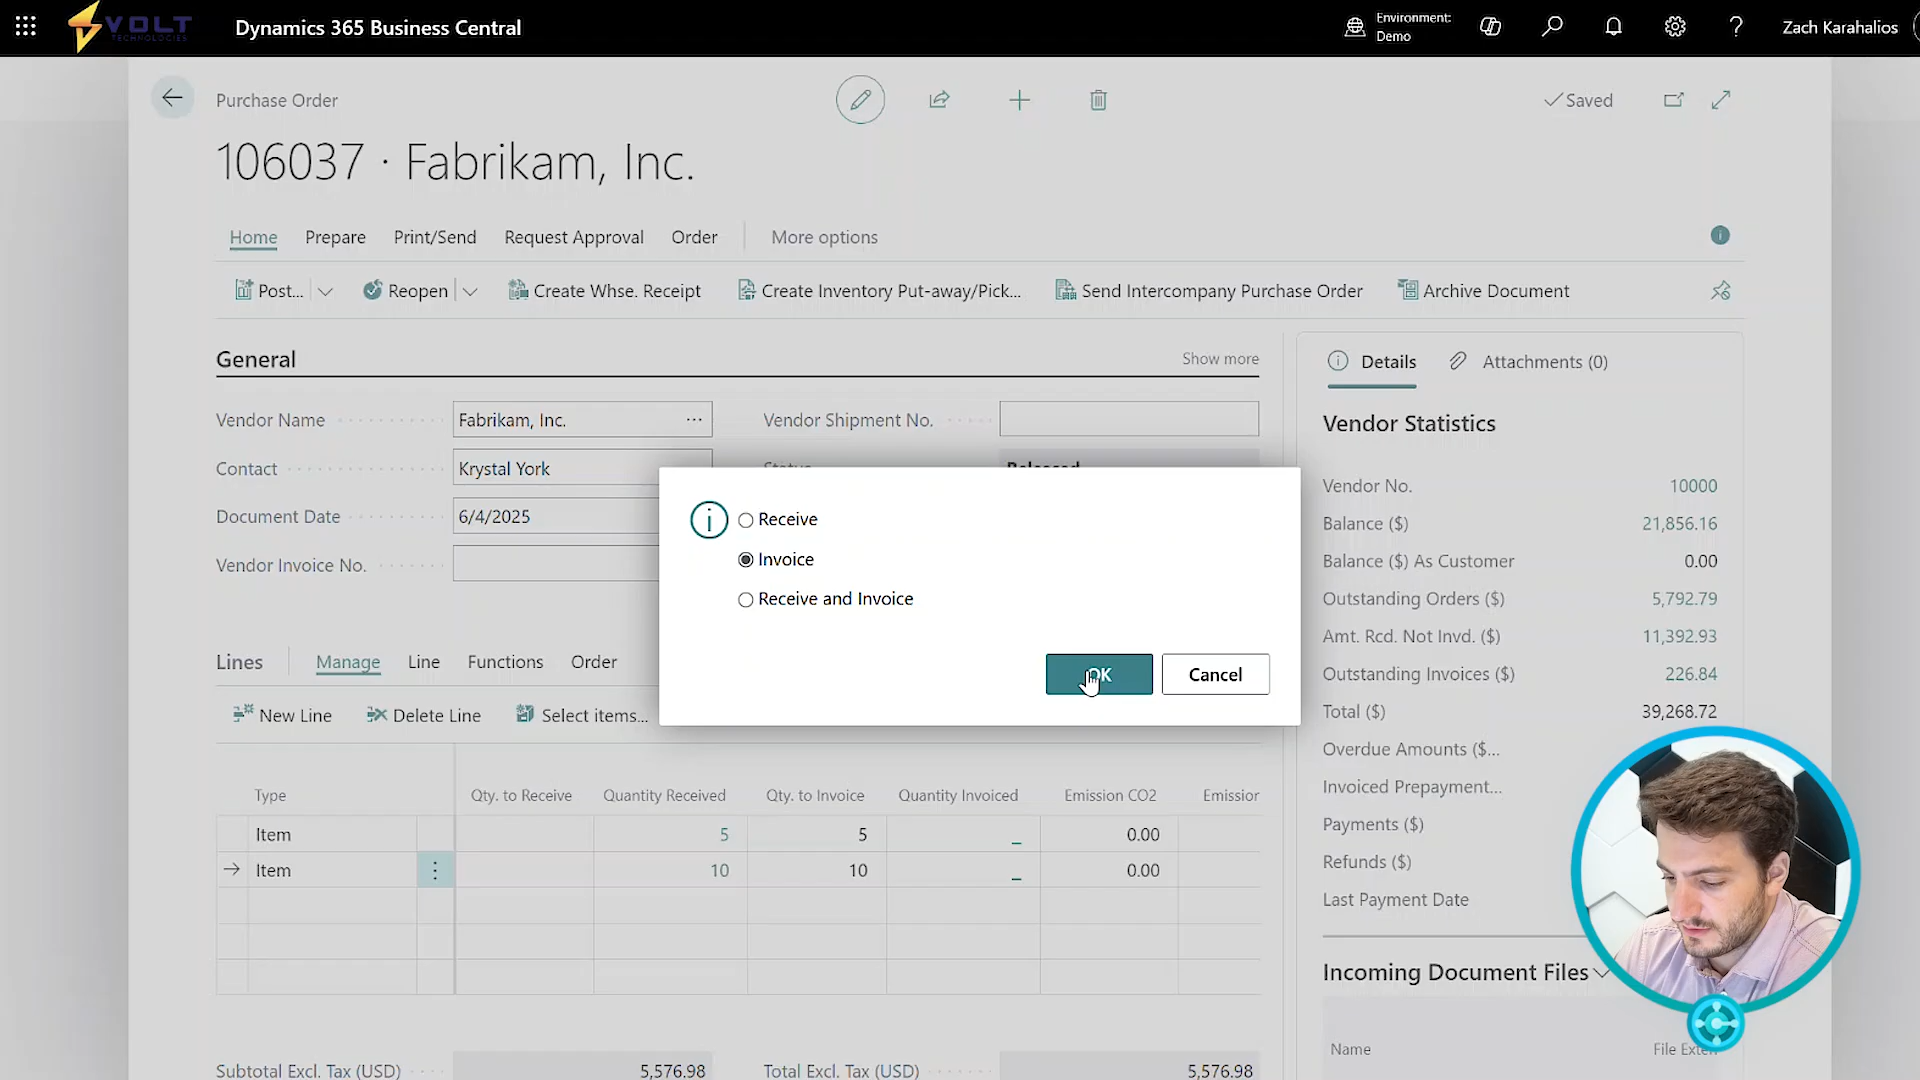 VOLT
TECHNOLOGIES
Dynamics 365 Business Central
Environment:
Demo
Zach Karahalios
Purchase Order
Saved
106037 · Fabrikam, Inc.
Home
Prepare
Print/Send
Request Approval
Order
More options
Post...
Reopen
Create Whse. Receipt
Create Inventory Put-away/Pick...
Send Intercompany Purchase Order
Archive Document
General
Show more
Vendor Name
Fabrikam, Inc.
Vendor Shipment No.
Contact
Krystal York
Status
Released
Document Date
6/4/2025
Vendor Invoice No.
Receive
Invoice
Receive and Invoice
OK
Cancel
Lines
Manage
Line
Functions
Order
New Line
Delete Line
Select items...
Type
Qty. to Receive
Quantity Received
Qty. to Invoice
Quantity Invoiced
Emission CO2
Emission
Item
5
5
_
0.00
Item
10
10
_
0.00
Subtotal Excl. Tax (USD)
5,576.98
Total Excl. Tax (USD)
5,576.98
Details
Attachments (0)
Vendor Statistics
Vendor No.
10000
Balance ($)
21,856.16
Balance ($) As Customer
0.00
Outstanding Orders ($)
5,792.79
Amt. Rcd. Not Invd. ($)
11,392.93
Outstanding Invoices ($)
226.84
Total ($)
39,268.72
Overdue Amounts ($...
Invoiced Prepayment...
Payments ($)
Refunds ($)
Last Payment Date
Incoming Document Files
Name
File Exten